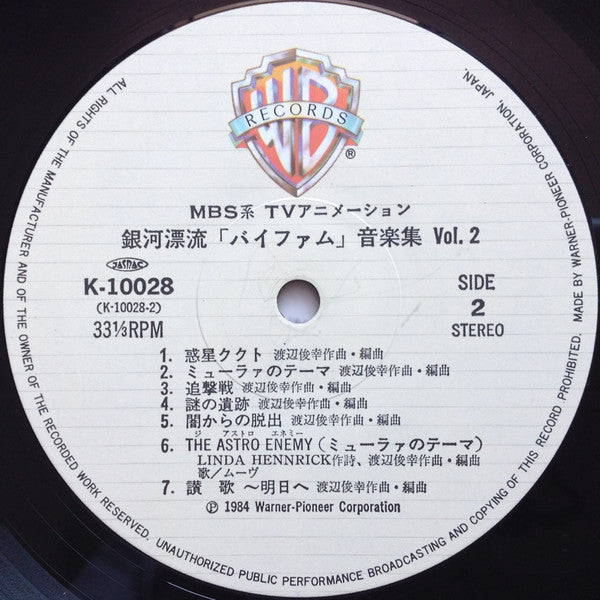 WB
RECORDS
®
MBS系 TVアニメーション
銀河漂流「バイファム」音楽集 Vol. 2
JASRAC
K-10028
(K-10028-2)
33⅓RPM
SIDE
2
STEREO
1. 惑星ククト 渡辺俊幸作曲・編曲
2. ミューラァのテーマ 渡辺俊幸作曲・編曲
3. 追撃戦 渡辺俊幸作曲・編曲
4. 謎の遺跡 渡辺俊幸作曲・編曲
5. 闇からの脱出 渡辺俊幸作曲・編曲
ジ アストロ エネミー
6. THE ASTRO ENEMY(ミューラァのテーマ)
LINDA HENNRICK作詩、渡辺俊幸作曲・編曲
歌/ムーヴ
7. 讃 歌 〜明日へ 渡辺俊幸作曲・編曲
Ⓟ 1984 Warner-Pioneer Corporation
ALL RIGHTS OF THE MANUFACTURER AND OF THE OWNER OF THE RECORDED WORK RESERVED. UNAUTHORIZED PUBLIC PERFORMANCE BROADCASTING AND COPYING OF THIS RECORD PROHIBITED. MADE BY WARNER-PIONEER CORPORATION, JAPAN.